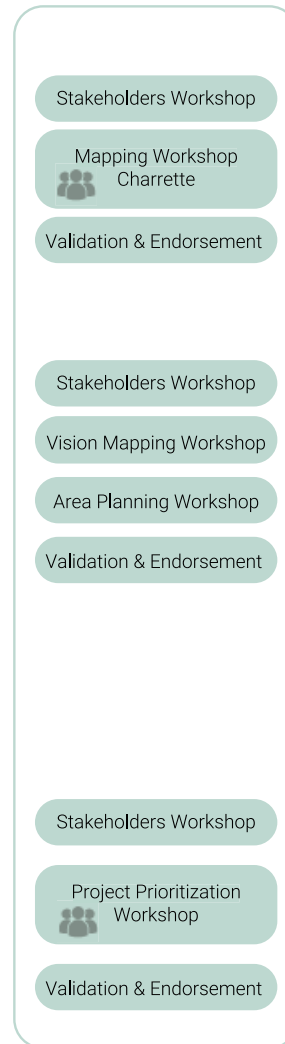 Stakeholders Workshop
Mapping Workshop
Charrette
Validation & Endorsement
Stakeholders Workshop
Vision Mapping Workshop
Area Planning Workshop
Validation & Endorsement
Stakeholders Workshop
Project Prioritization
Workshop
Validation & Endorsement